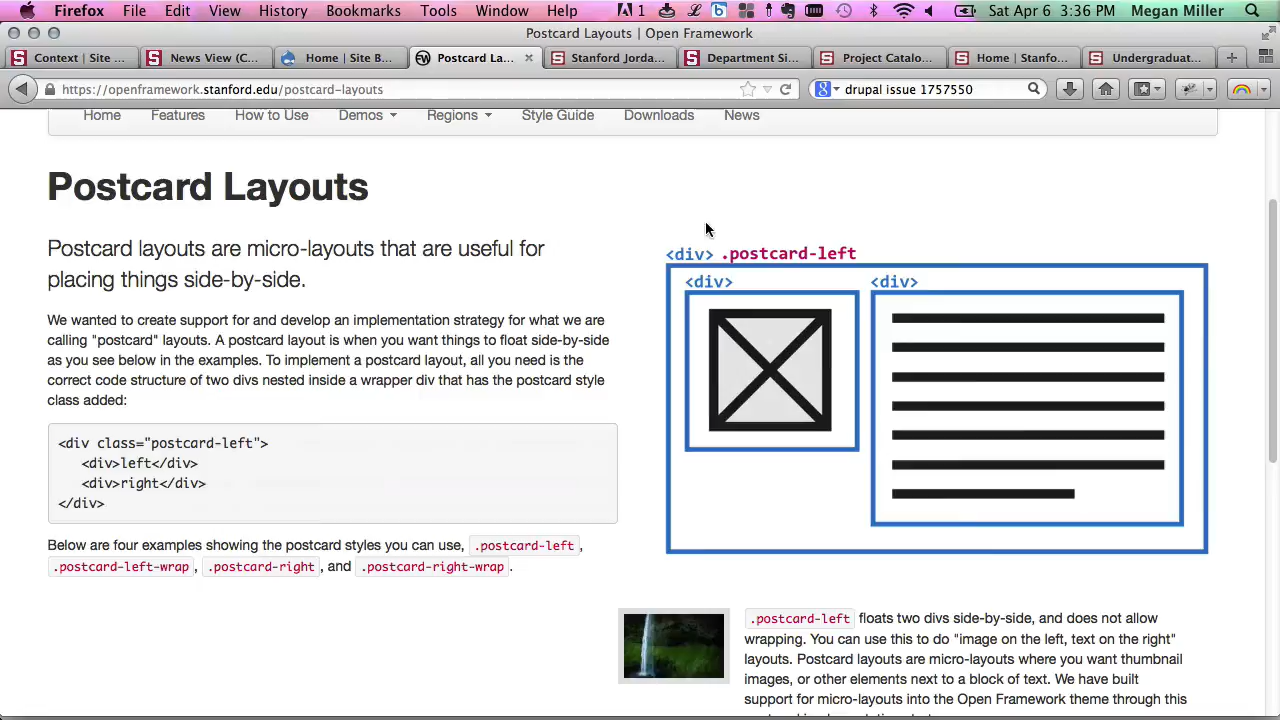 Firefox File Edit View History Bookmarks Tools Window Help 1 Sat Apr 6 3:36 PM Megan Miller
Postcard Layouts | Open Framework
Context | Site ... News View (C... Home | Site B... Postcard La... Stanford Jorda... Department Si... Project Catalo... Home | Stanfo... Undergraduat...
https://openframework.stanford.edu/postcard-layouts drupal issue 1757550
Home Features How to Use Demos Regions Style Guide Downloads News
Postcard Layouts
Postcard layouts are micro-layouts that are useful for
placing things side-by-side.
We wanted to create support for and develop an implementation strategy for what we are
calling "postcard" layouts. A postcard layout is when you want things to float side-by-side
as you see below in the examples. To implement a postcard layout, all you need is the
correct code structure of two divs nested inside a wrapper div that has the postcard style
class added:
<div class="postcard-left">
<div>left</div>
<div>right</div>
</div>
Below are four examples showing the postcard styles you can use, .postcard-left,
.postcard-left-wrap, .postcard-right, and .postcard-right-wrap.
<div> .postcard-left
<div> <div>
.postcard-left floats two divs side-by-side, and does not allow
wrapping. You can use this to do "image on the left, text on the right"
layouts. Postcard layouts are micro-layouts where you want thumbnail
images, or other elements next to a block of text. We have built
support for micro-layouts into the Open Framework theme through this